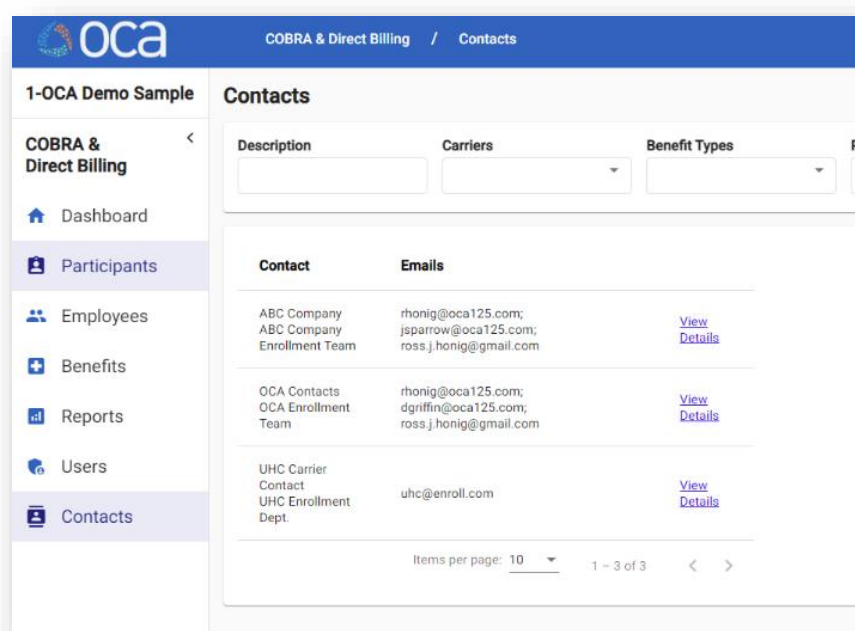 oca
COBRA & Direct Billing / Contacts
1-OCA Demo Sample
COBRA &
Direct Billing
Dashboard
Participants
Employees
Benefits
Reports
Users
Contacts
Contacts
Description
Carriers
Benefit Types
Contact
Emails
ABC Company
ABC Company
Enrollment Team
rhonig@oca125.com;
jsparrow@oca125.com;
ross.j.honig@gmail.com
View
Details
OCA Contacts
OCA Enrollment
Team
rhonig@oca125.com;
dgriffin@oca125.com;
ross.j.honig@gmail.com
View
Details
UHC Carrier
Contact
UHC Enrollment
Dept.
uhc@enroll.com
View
Details
Items per page: 10
1 – 3 of 3